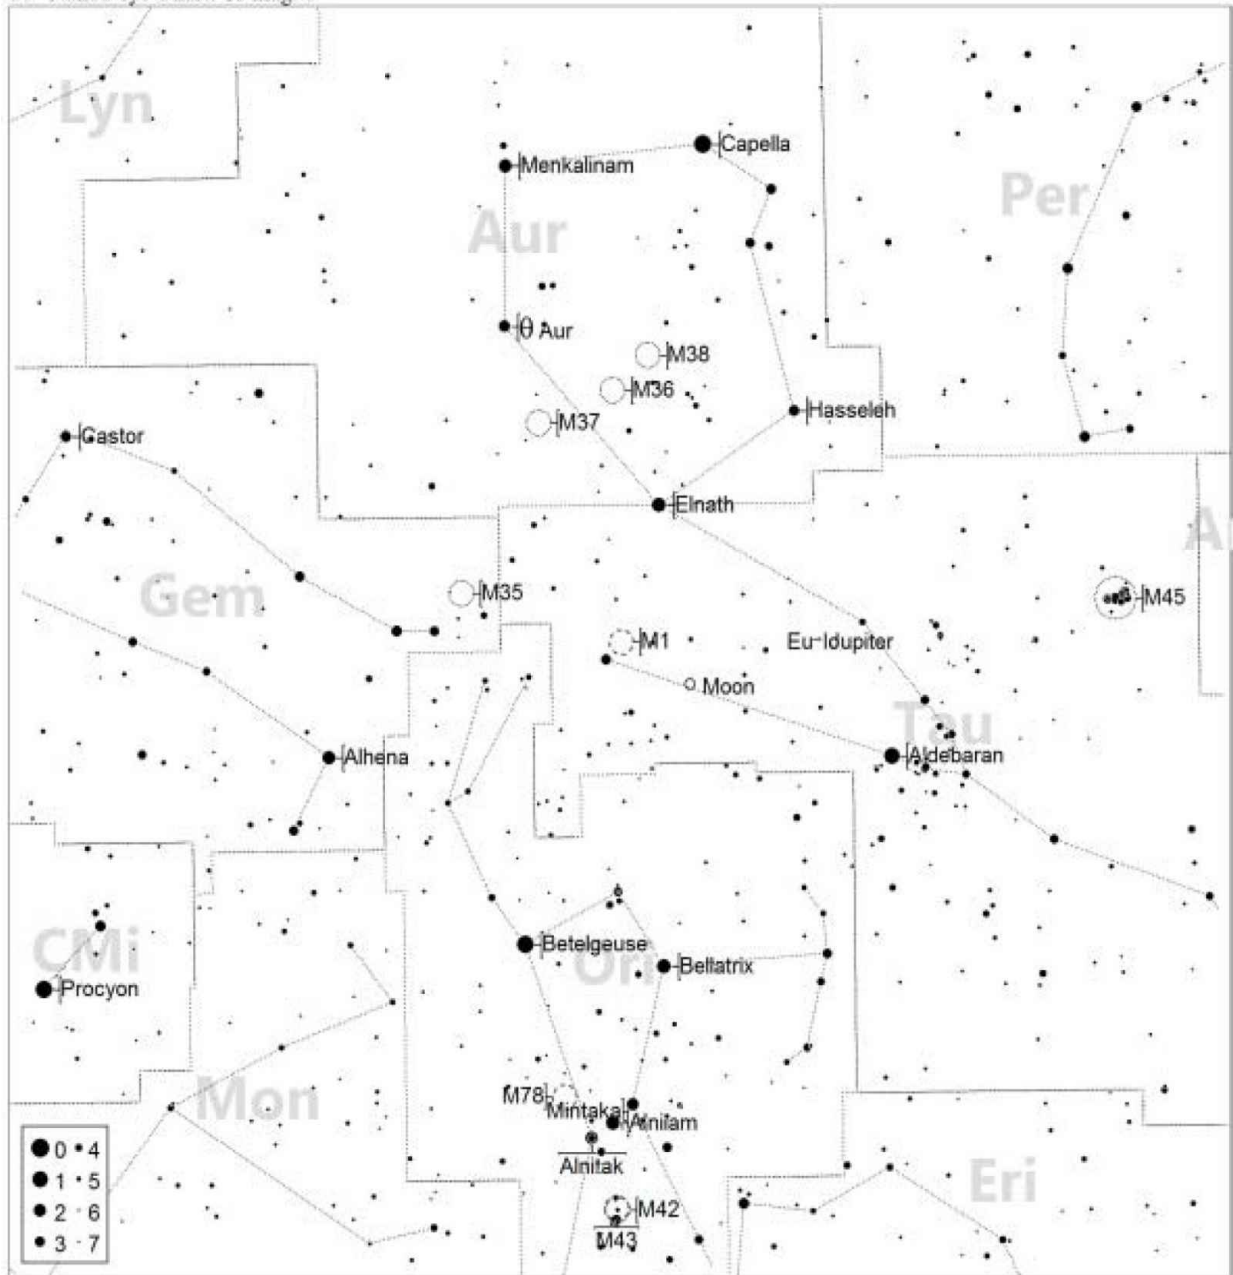 Lyn
Capella
Menkalinam
Per
Aur
θ Aur
M38
M36
Hasseleh
M37
Castor
Elnath
M35
Gem
M45
M1
Eu-Idupiter
Moon
Tau
Alhena
Aldebaran
Betelgeuse
Ori
Bellatrix
CMi
Procyon
M78
Mon
Mintaka
Alnilam
Alnitak
Eri
M42
M43
0 4
1 5
2 6
3 7